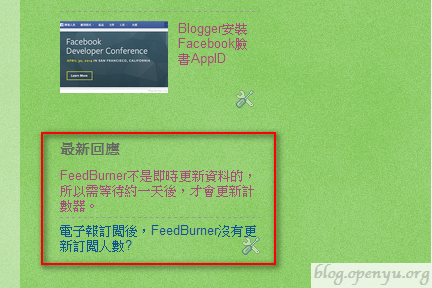 Facebook
Developer Conference
APRIL 30, 2014 IN SAN FRANCISCO, CALIFORNIA
Learn More
Blogger安裝
Facebook臉
書AppID
最新回應
FeedBurner不是即時更新資料的，
所以需等待約一天後，才會更新計
數器。
電子報訂閱後，FeedBurner沒有更
新訂閱人數?
blog.openyu.org